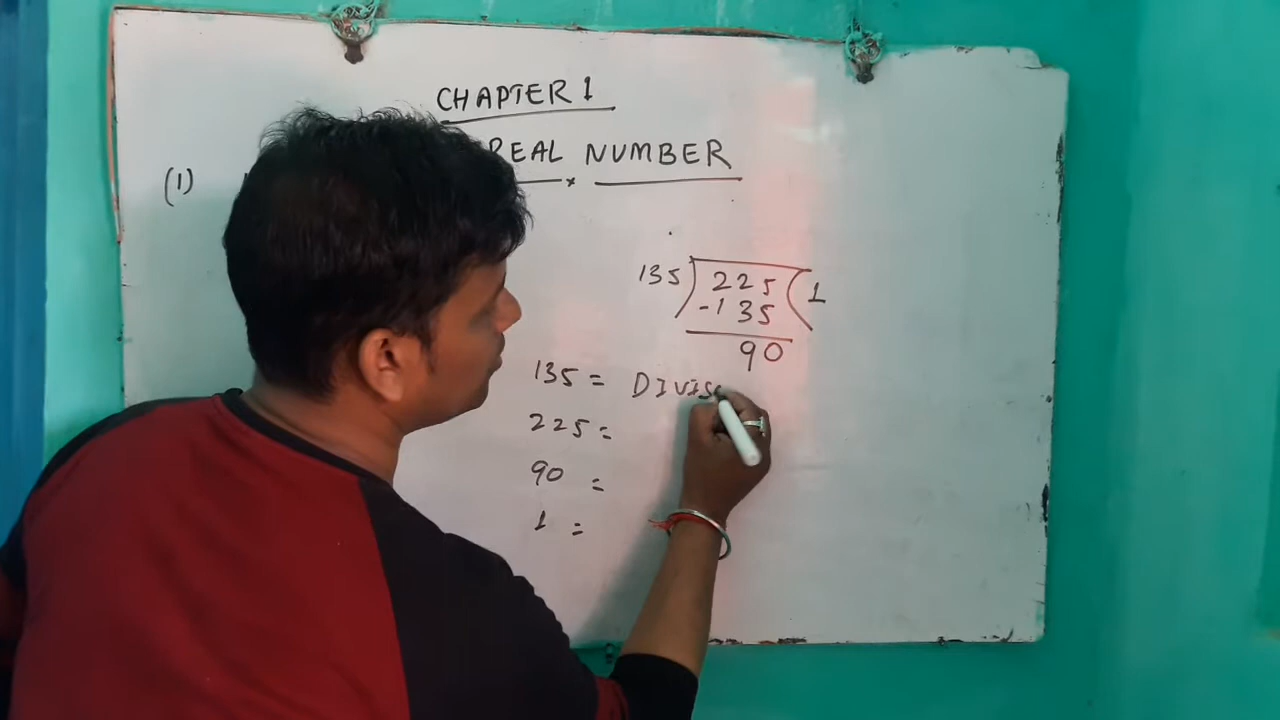 CHAPTER 1
REAL NUMBER
(1)
135 ) 225 ( 1
-135
90
135 = DIVIS
225 =
90 =
1 =